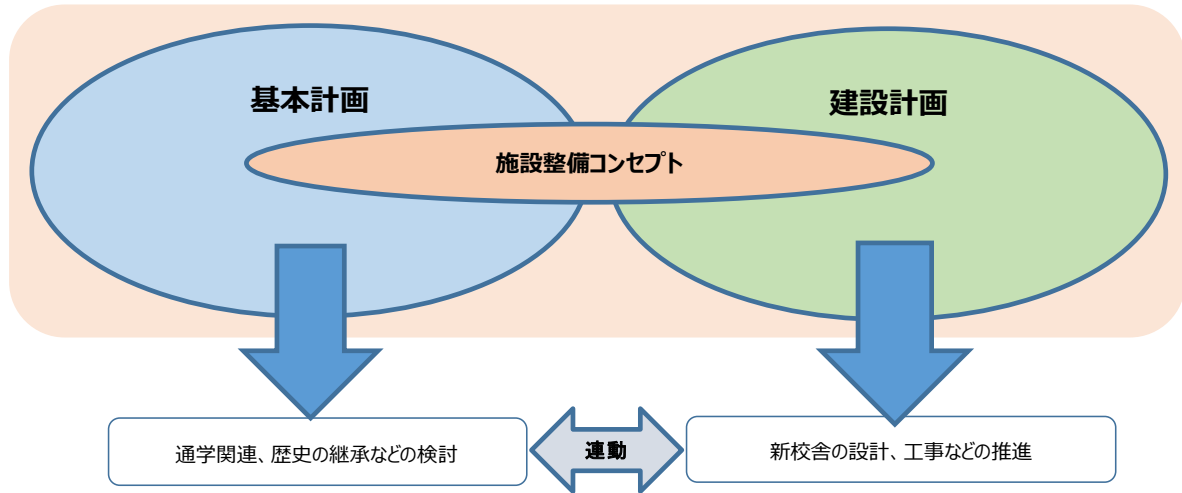 基本計画
建設計画
施設整備コンセプト
通学関連、歴史の継承などの検討
連動
新校舎の設計、工事などの推進